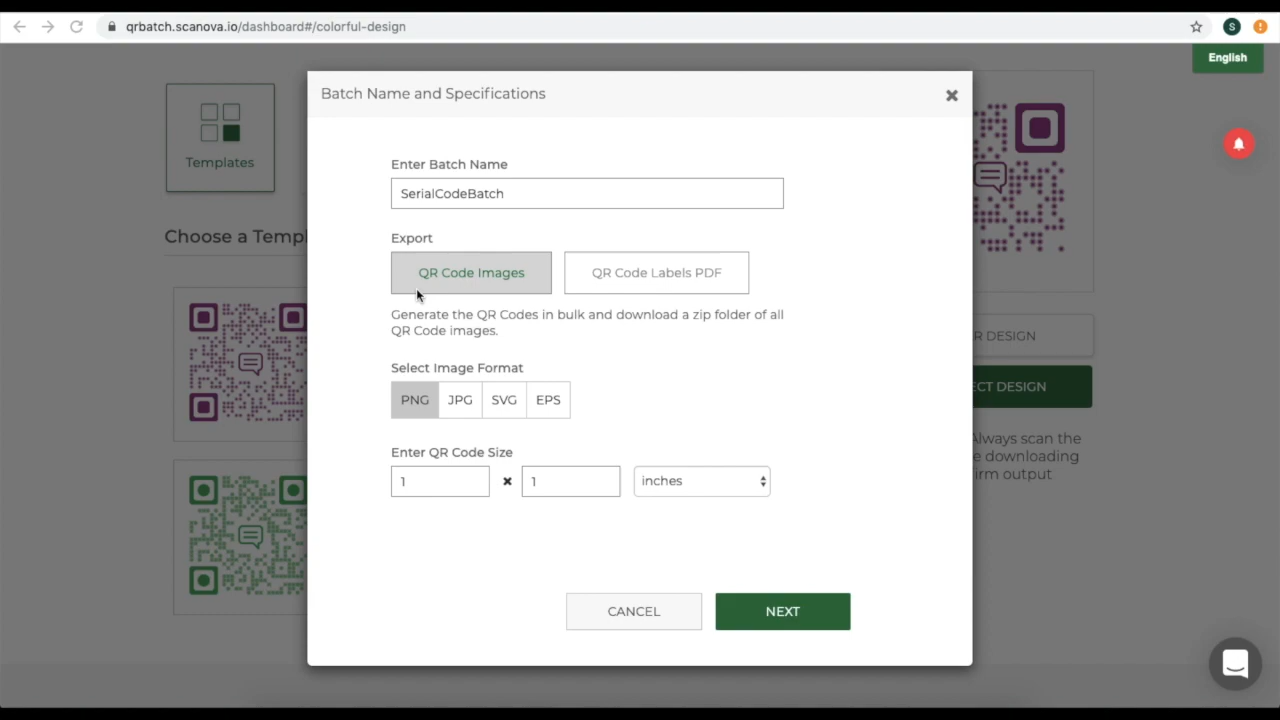 qrbatch.scanova.io/dashboard#/colorful-design
S
English
Batch Name and Specifications
Templates
Enter Batch Name
SerialCodeBatch
Choose a Templ
Export
QR Code Images
QR Code Labels PDF
Generate the QR Codes in bulk and download a zip folder of all
QR Code images.
R DESIGN
Select Image Format
PNG
JPG
SVG
EPS
ECT DESIGN
Always scan the
e downloading
irm output
Enter QR Code Size
1
1
inches
CANCEL
NEXT